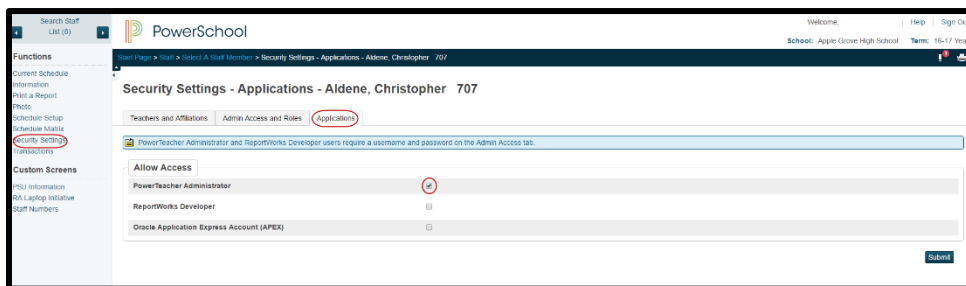 Search Staff
List (8)
PowerSchool
Welcome,
Help | Sign Ou
School: Apple Grove High School Term: 16-17 Yea
Start Page > Staff > Select A Staff Member > Security Settings - Applications - Aldene, Christopher 707
Functions
Current Schedule
Information
Print a Report
Photo
Schedule Setup
Schedule Matrix
Security Settings
Transactions
Custom Screens
PSU Information
RA Laptop Initiative
Staff Numbers
Security Settings - Applications - Aldene, Christopher 707
Teachers and Affiliations Admin Access and Roles Applications
PowerTeacher Administrator and ReportWorks Developer users require a username and password on the Admin Access tab.
Allow Access
PowerTeacher Administrator
ReportWorks Developer
Oracle Application Express Account (APEX)
Submit